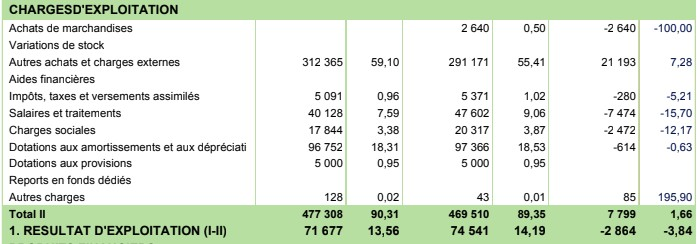 CHARGESD'EXPLOITATION
Achats de marchandises 2 640 0,50 -2 640 -100,00
Variations de stock
Autres achats et charges externes 312 365 59,10 291 171 55,41 21 193 7,28
Aides financières
Impôts, taxes et versements assimilés 5 091 0,96 5 371 1,02 -280 -5,21
Salaires et traitements 40 128 7,59 47 602 9,06 -7 474 -15,70
Charges sociales 17 844 3,38 20 317 3,87 -2 472 -12,17
Dotations aux amortissements et aux dépréciati 96 752 18,31 97 366 18,53 -614 -0,63
Dotations aux provisions 5 000 0,95 5 000 0,95
Reports en fonds dédiés
Autres charges 128 0,02 43 0,01 85 195,90
Total II 477 308 90,31 469 510 89,35 7 799 1,66
1. RESULTAT D'EXPLOITATION (I-II) 71 677 13,56 74 541 14,19 -2 864 -3,84